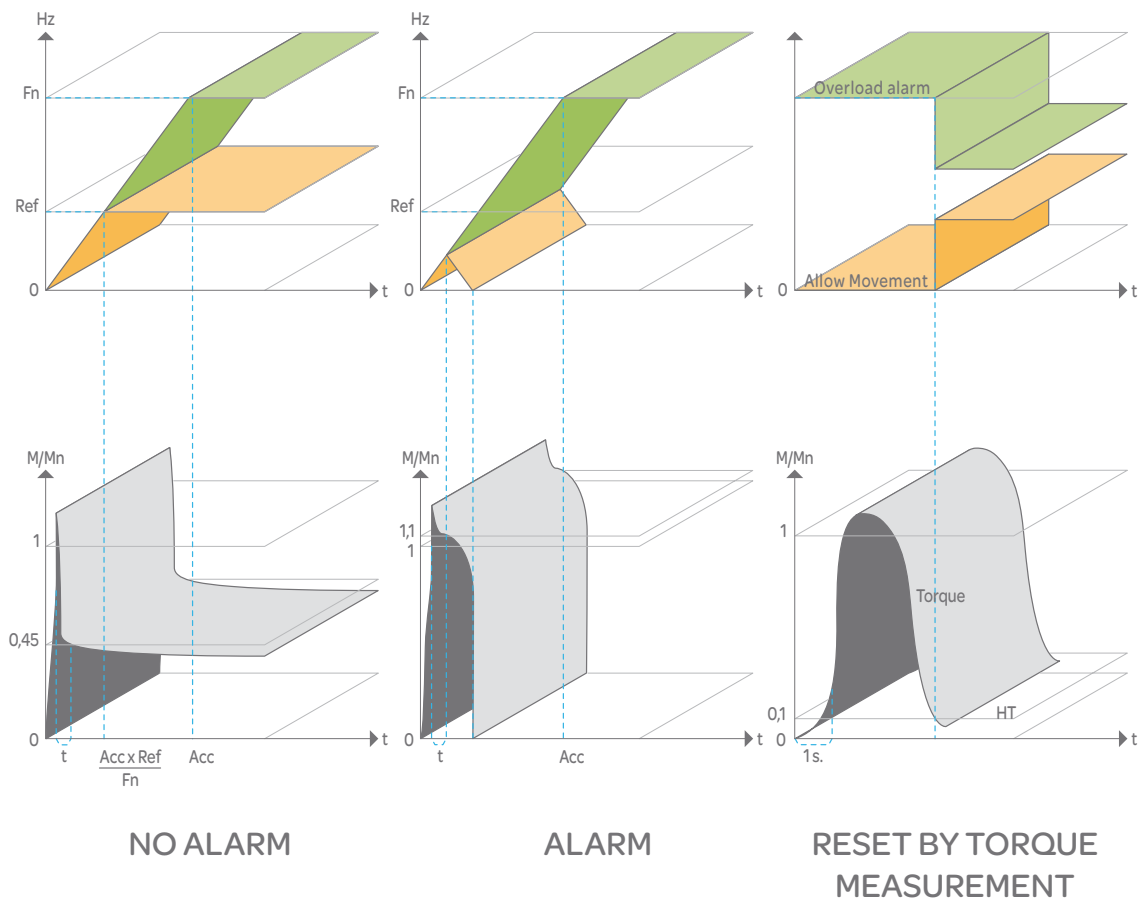 Hz
Fn
Ref
0
t
Hz
Fn
Ref
0
t
Overload alarm
Allow Movement
0
t
M/Mn
1
0,45
0
t
t
Acc x Ref
Fn
Acc
M/Mn
1,1
1
0
t
t
Acc
M/Mn
1
Torque
0,1
HT
0
t
1s.
NO ALARM
ALARM
RESET BY TORQUE
MEASUREMENT